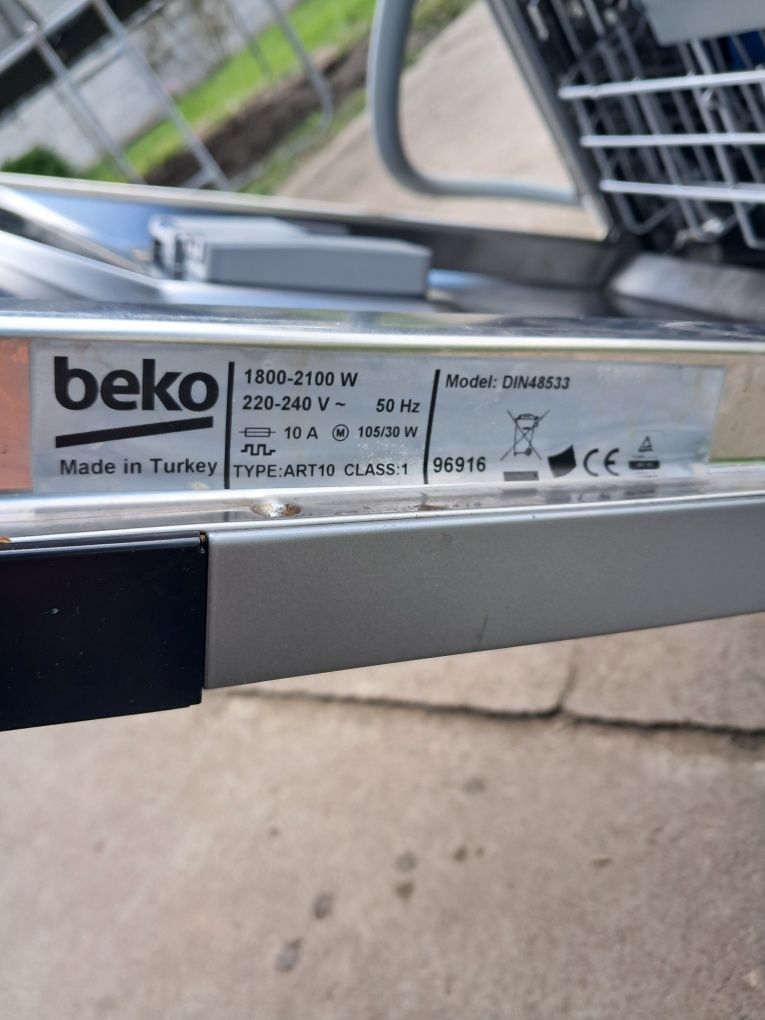 beko
Made in Turkey
1800-2100 W
220-240 V ~ 50 Hz
10 A M 105/30 W
TYPE:ART10 CLASS:1
Model: DIN48533
96916
CE